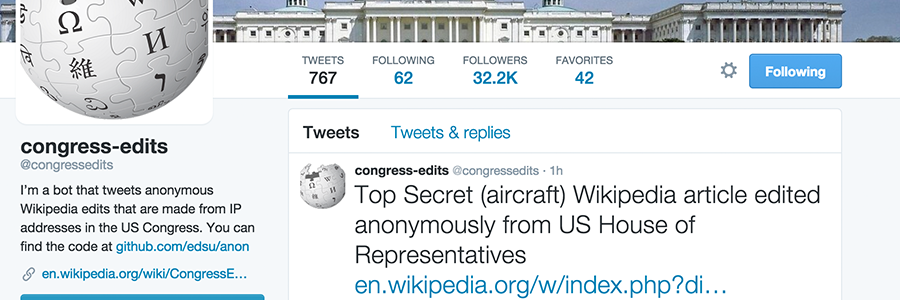 Ω W И
維 И
7
TWEETS FOLLOWING FOLLOWERS FAVORITES
767 62 32.2K 42
Following
congress-edits
@congressedits
I'm a bot that tweets anonymous
Wikipedia edits that are made from IP
addresses in the US Congress. You can
find the code at github.com/edsu/anon
en.wikipedia.org/wiki/CongressE...
Tweets Tweets & replies
congress-edits @congressedits · 1h
Top Secret (aircraft) Wikipedia article edited
anonymously from US House of
Representatives
en.wikipedia.org/w/index.php?di...